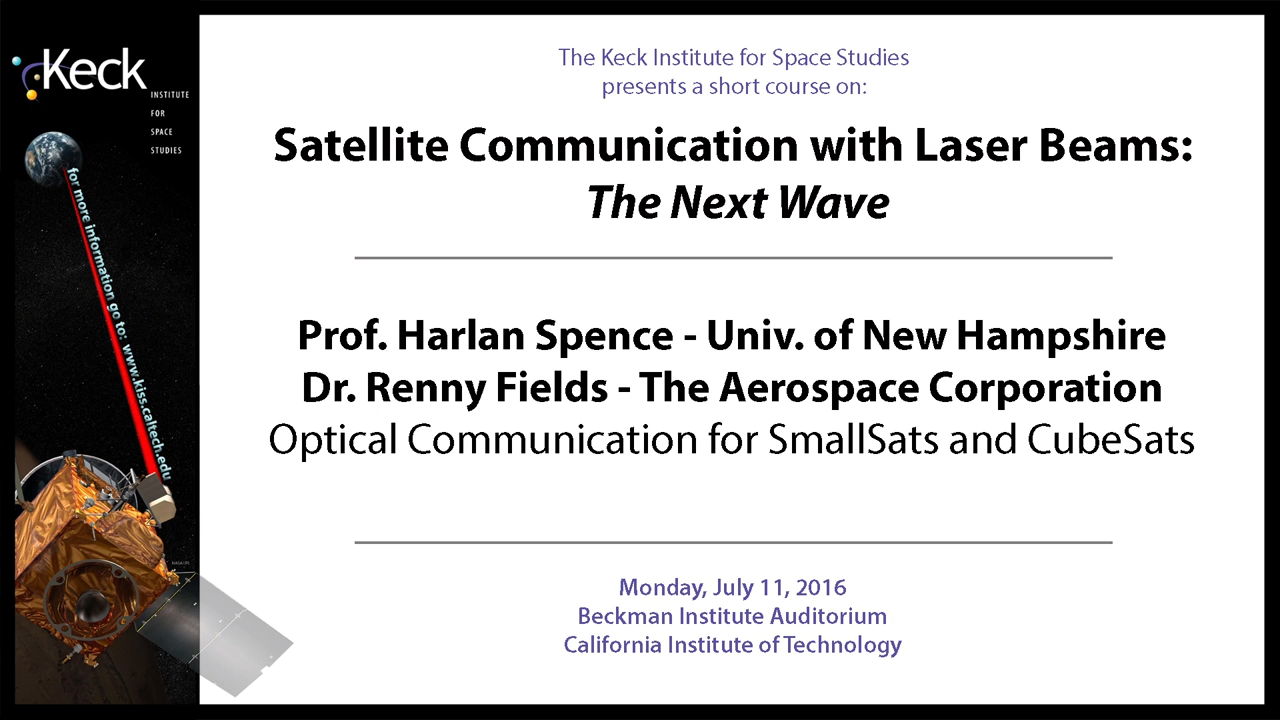 Keck
INSTITUTE
FOR
SPACE
STUDIES
for more information go to: www.kiss.caltech.edu
The Keck Institute for Space Studies
presents a short course on:
Satellite Communication with Laser Beams:
The Next Wave
Prof. Harlan Spence - Univ. of New Hampshire
Dr. Renny Fields - The Aerospace Corporation
Optical Communication for SmallSats and CubeSats
Monday, July 11, 2016
Beckman Institute Auditorium
California Institute of Technology